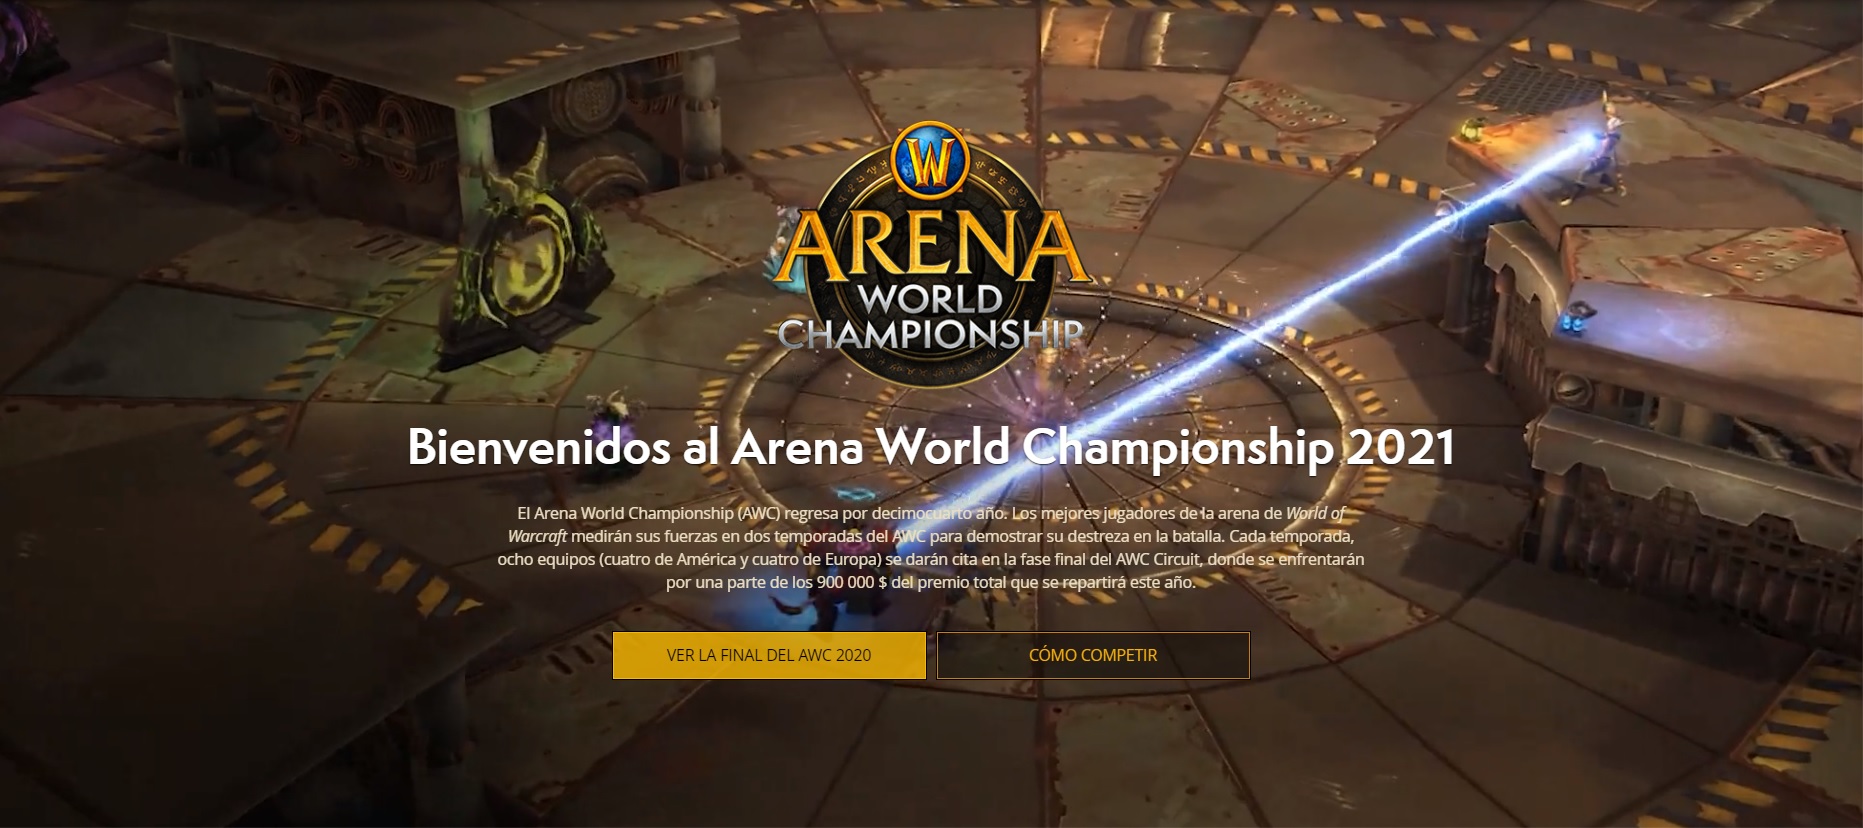 W
ARENA
WORLD
CHAMPIONSHIP
Bienvenidos al Arena World Championship 2021
El Arena World Championship (AWC) regresa por decimocuarto año. Los mejores jugadores de la arena de World of
Warcraft medirán sus fuerzas en dos temporadas del AWC para demostrar su destreza en la batalla. Cada temporada,
ocho equipos (cuatro de América y cuatro de Europa) se darán cita en la fase final del AWC Circuit, donde se enfrentarán
por una parte de los 900 000 $ del premio total que se repartirá este año.
VER LA FINAL DEL AWC 2020
CÓMO COMPETIR